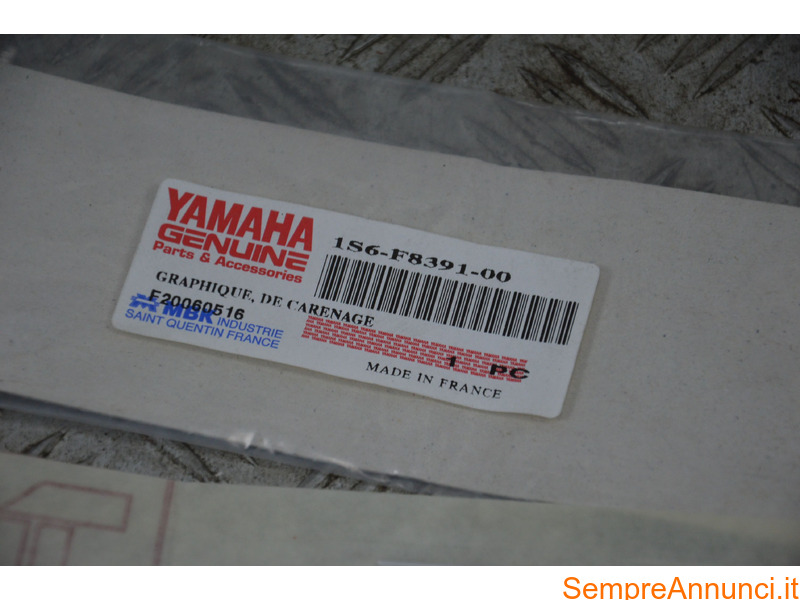 YAMAHA
GENUINE
Parts & Accessories
1S6-F8391-00
GRAPHIQUE, DE CARENAGE
F20060516
MBK INDUSTRIE
SAINT QUENTIN FRANCE
1 PC
MADE IN FRANCE
SempreAnnunci.it